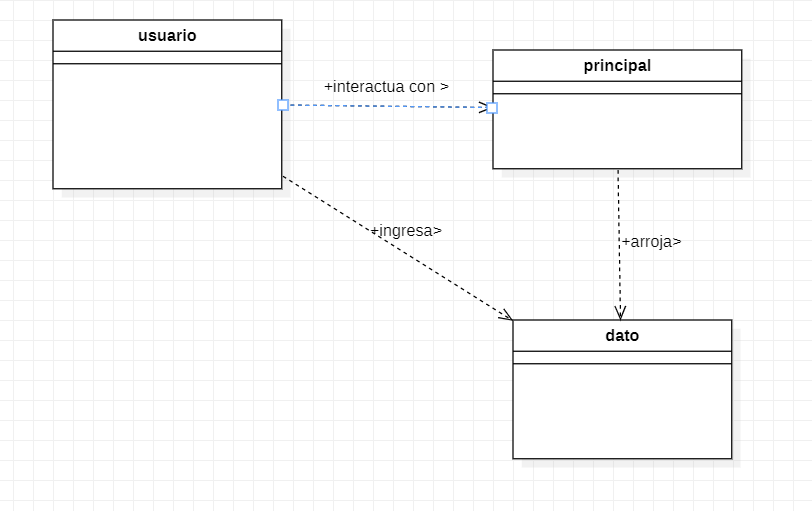 usuario
principal
+interactua con >
+ingresa>
+arroja>
dato